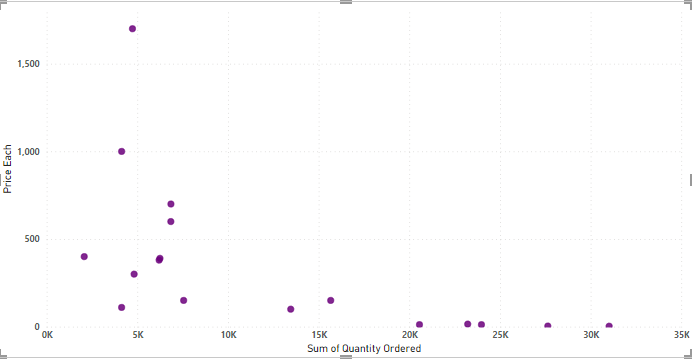 Price Each
1,500
1,000
500
0
0K 5K 10K 15K 20K 25K 30K 35K
Sum of Quantity Ordered